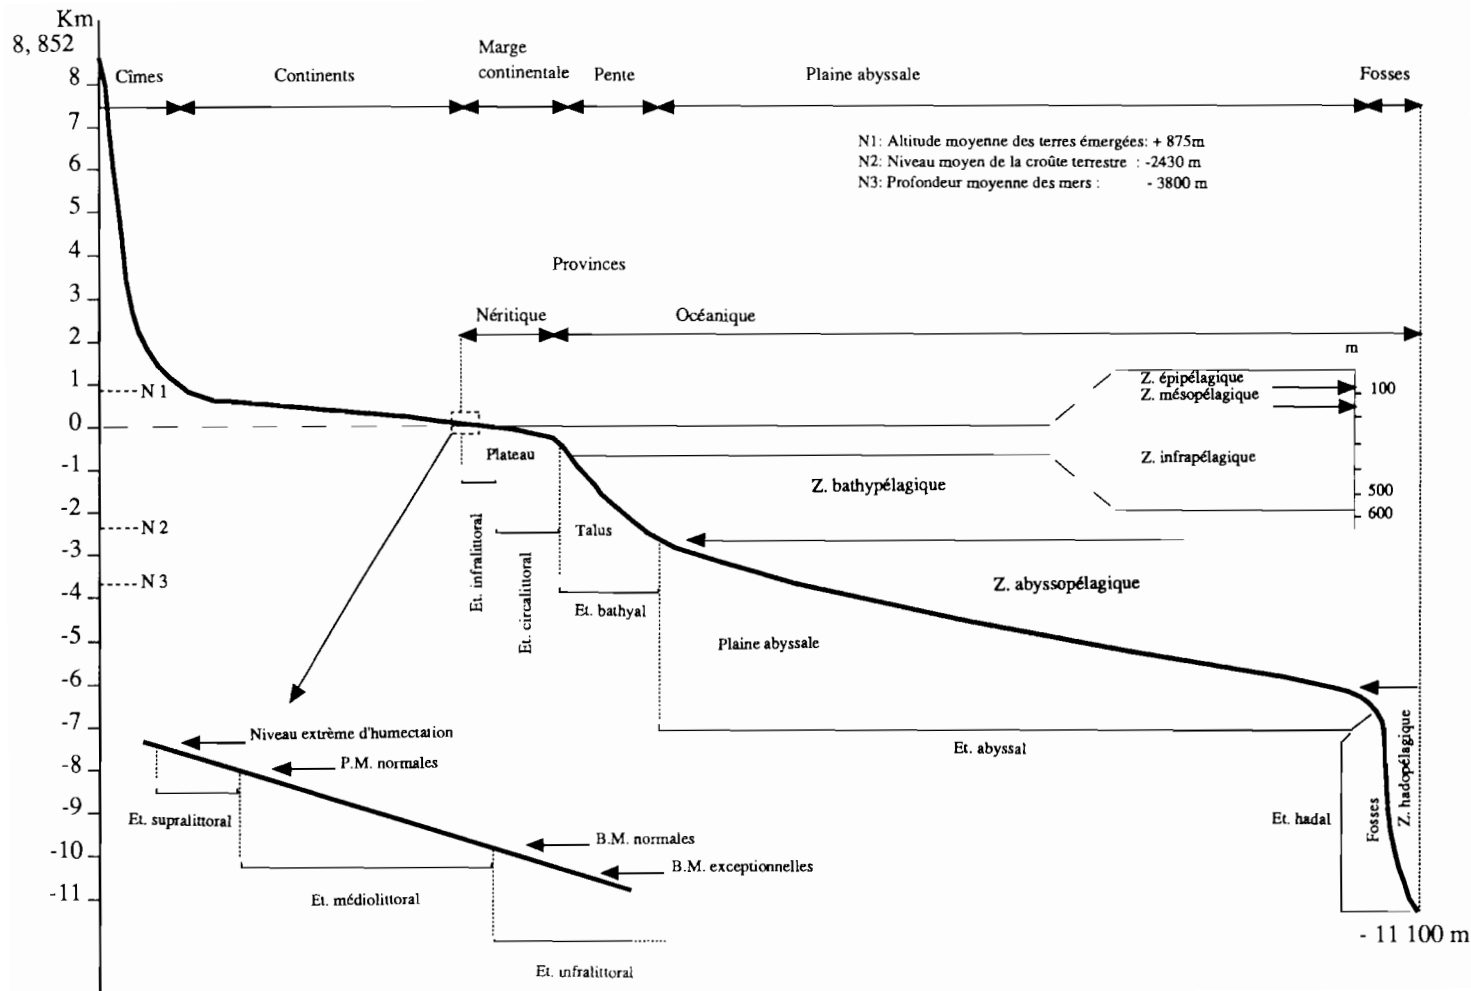 Km
8, 852
Marge
continentale
Cîmes
Continents
Pente
Plaine abyssale
Fosses
8
7
6
5
4
3
2
1
0
-1
-2
-3
-4
-5
-6
-7
-8
-9
-10
-11
N1: Altitude moyenne des terres émergées: + 875m
N2: Niveau moyen de la croûte terrestre : -2430 m
N3: Profondeur moyenne des mers : - 3800 m
Provinces
Néritique
Océanique
m
Z. épipélagique
100
Z. mésopélagique
N 1
Plateau
Z. infrapélagique
Z. bathypélagique
500
600
N 2
Talus
N 3
Et. infralittoral
Et. circalittoral
Et. bathyal
Z. abyssopélagique
Plaine abyssale
Niveau extrême d'humectation
P.M. normales
Et. abyssal
Et. supralittoral
B.M. normales
B.M. exceptionnelles
Et. médiolittoral
Et. infralittoral
Et. hadal
Fosses
Z. hadopélagique
- 11 100 m